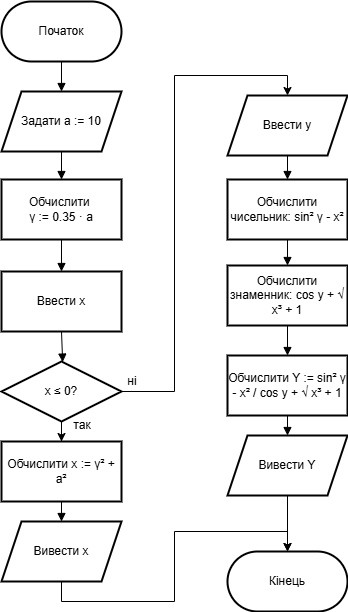 Початок
Задати a := 10
Обчислити
γ := 0.35 · a
Ввести x
x ≤ 0?
ні
так
Обчислити x := γ² +
a²
Вивести x
Ввести y
Обчислити
чисельник: sin² γ - x²
Обчислити
знаменник: cos y + √
x³ + 1
Обчислити Y := sin² γ
- x² / cos y + √ x³ + 1
Вивести Y
Кінець